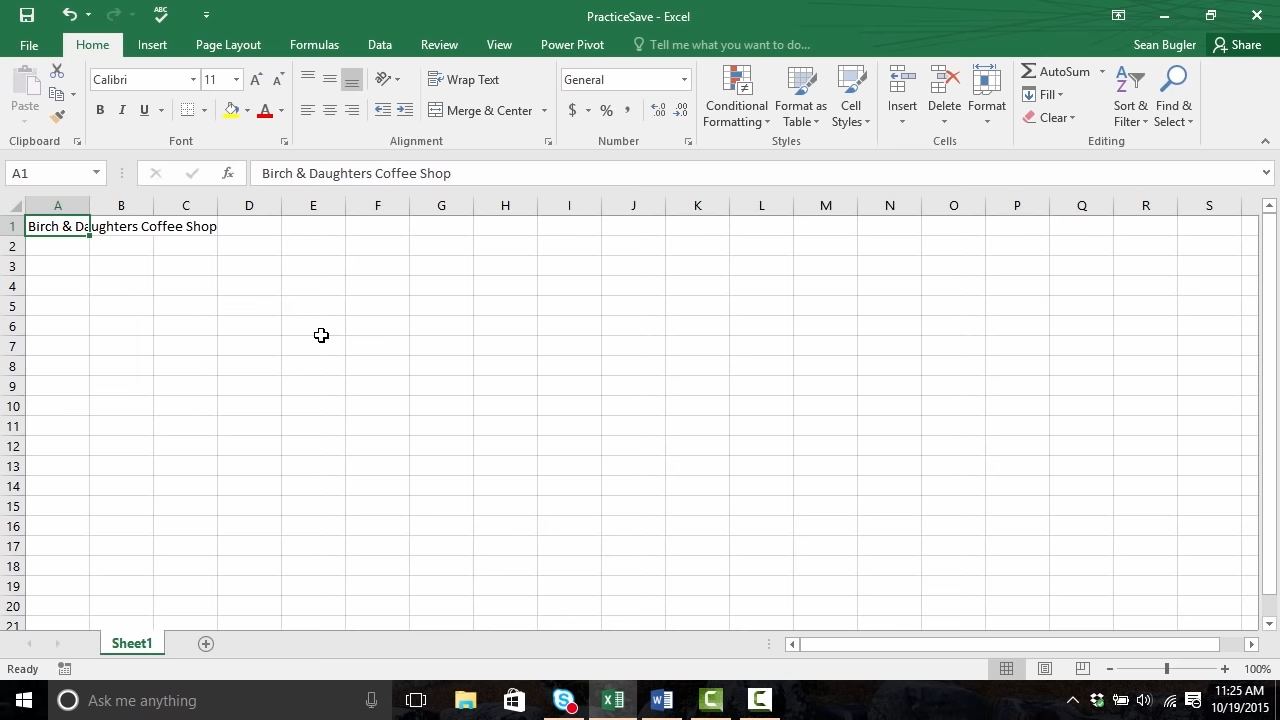 ABC
PracticeSave - Excel
File Home Insert Page Layout Formulas Data Review View Power Pivot Tell me what you want to do... Sean Bugler Share
Paste
Clipboard
Calibri 11
B I U
Font
Wrap Text
Merge & Center
Alignment
General
$ % ,
Number
Conditional Formatting
Format as Table
Cell Styles
Styles
Insert Delete Format
Cells
AutoSum
Fill
Clear
Sort & Filter
Find & Select
Editing
A1 fx Birch & Daughters Coffee Shop
A B C D E F G H I J K L M N O P Q R S
1 Birch & Daughters Coffee Shop
2
3
4
5
6
7
8
9
10
11
12
13
14
15
16
17
18
19
20
21
Sheet1
Ready 100%
Ask me anything
11:25 AM
10/19/2015